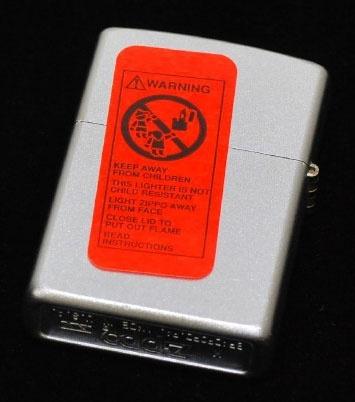 WARNING
KEEP AWAY
FROM CHILDREN
THIS LIGHTER IS NOT
CHILD RESISTANT
LIGHT ZIPPO AWAY
FROM FACE
CLOSE LID TO
PUT OUT FLAME
READ
INSTRUCTIONS
ZIPPO